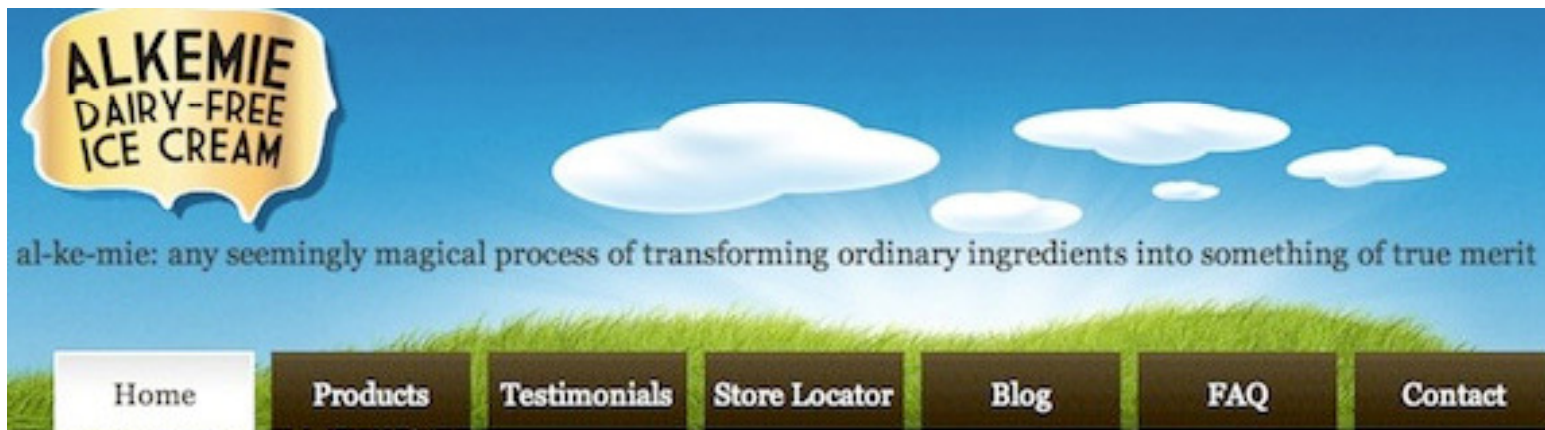 ALKEMIE
DAIRY-FREE
ICE CREAM
al-ke-mie: any seemingly magical process of transforming ordinary ingredients into something of true merit
Home Products Testimonials Store Locator Blog FAQ Contact